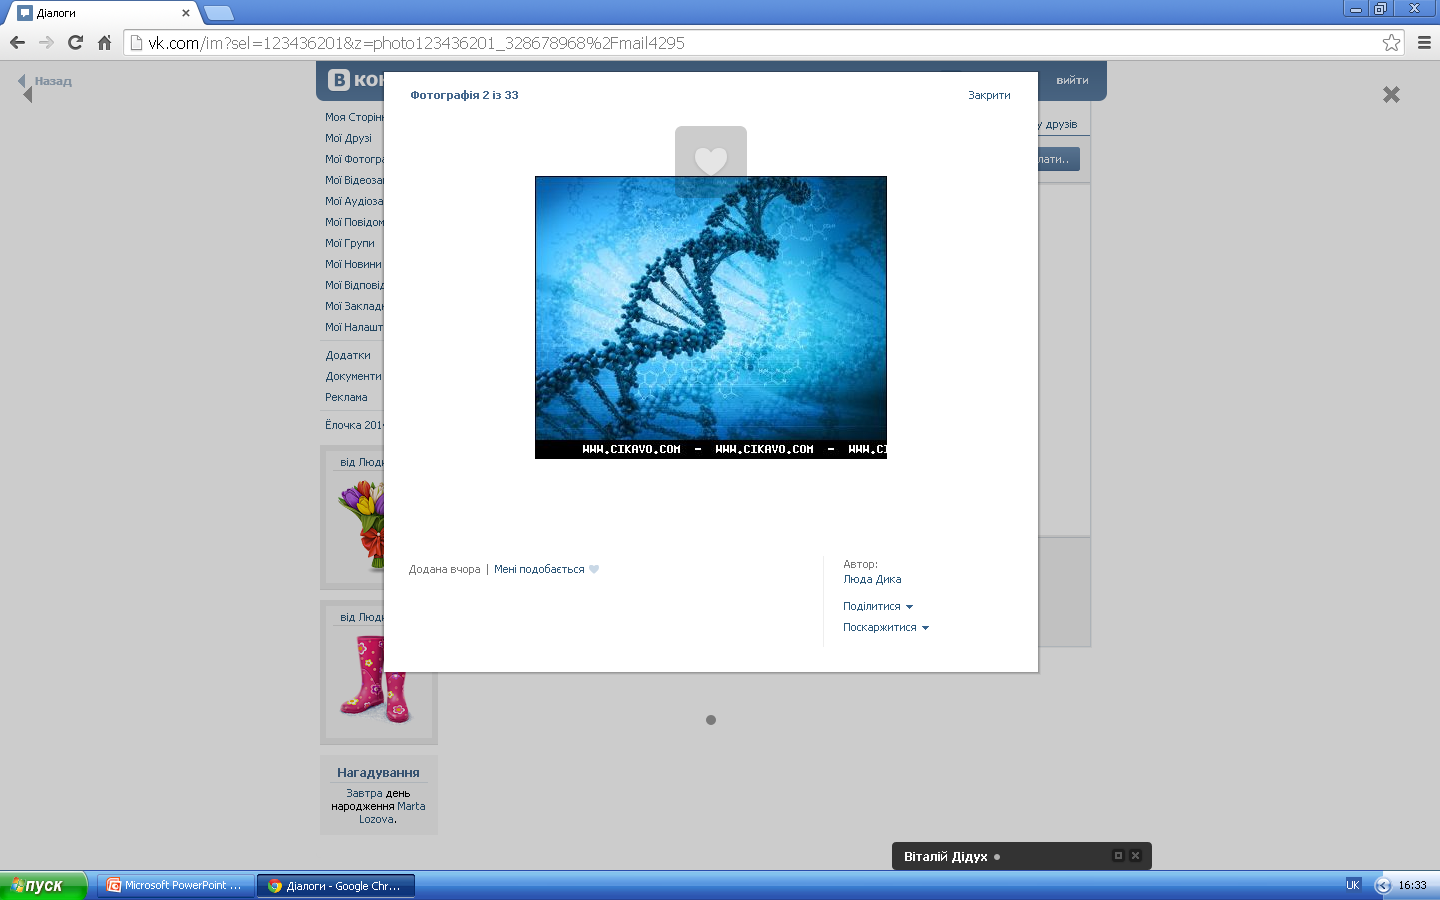 Діалоги
vk.com/im?sel=123436201&z=photo123436201_328678968%2Fmail4295
Назад
В кон
вийти
Фотографія 2 із 33
Закрити
Моя Сторін
Мої Друзі
Мої Фотогра
Мої Відеоза
Мої Аудіоза
Мої Повідом
Мої Групи
Мої Новини
Мої Відповід
Мої Заклад
Мої Налашт
Додатки
Документи
Реклама
Ёлочка 201
у друзів
лати..
WWW.CIKAVO.COM - WWW.CIKAVO.COM - WWW.CI
від Люд
від Люд
Додана вчора | Мені подобається
Автор:
Люда Дика
Поділитися
Поскаржитися
Нагадування
Завтра день
народження Marta
Lozova.
Віталій Дідух
пуск
Microsoft PowerPoint ...
Діалоги - Google Chr...
UK
16:33